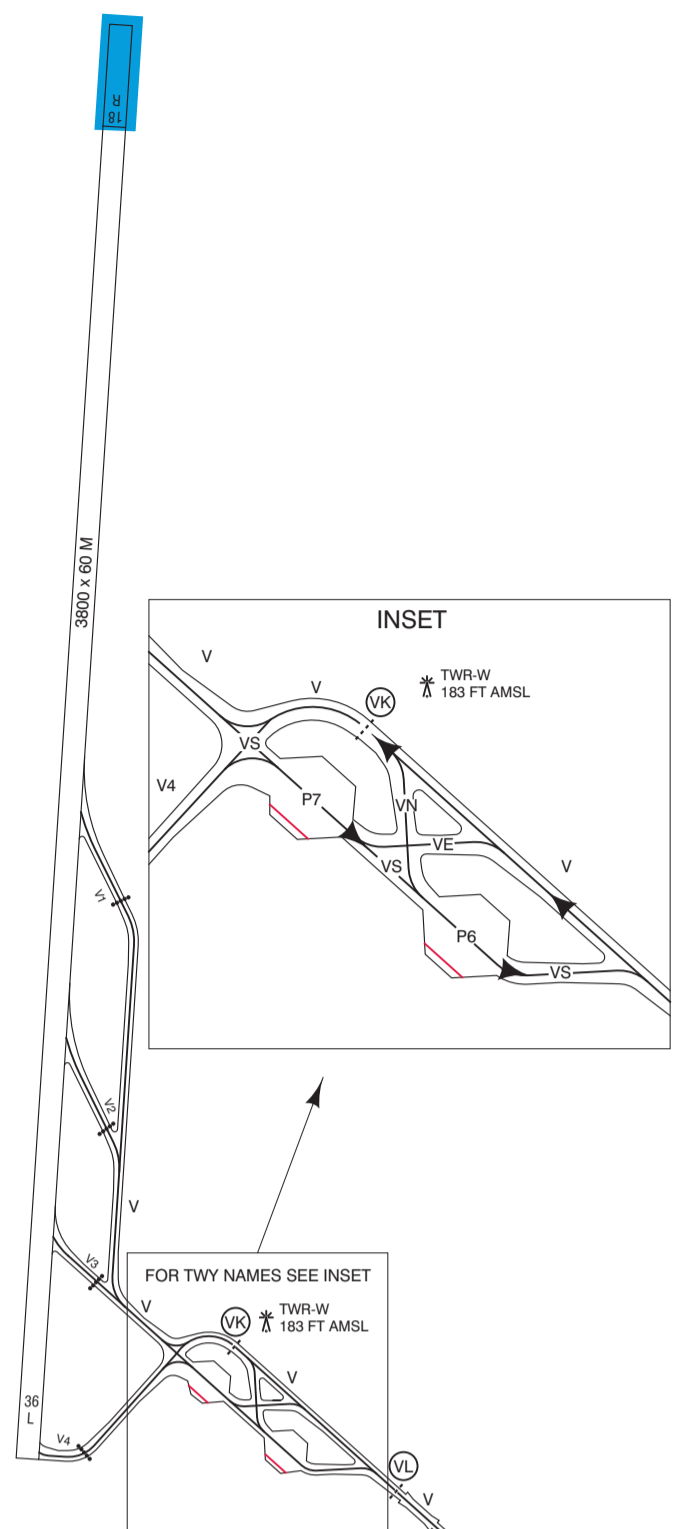 18
R
3800 x 60 M
INSET
V
V
VK
TWR-W
183 FT AMSL
VS
V4
P7
VN
VE
VS
V
P6
VS
V1
V2
V
FOR TWY NAMES SEE INSET
V3
V
VK
TWR-W
183 FT AMSL
V
36
L
V4
VL
V